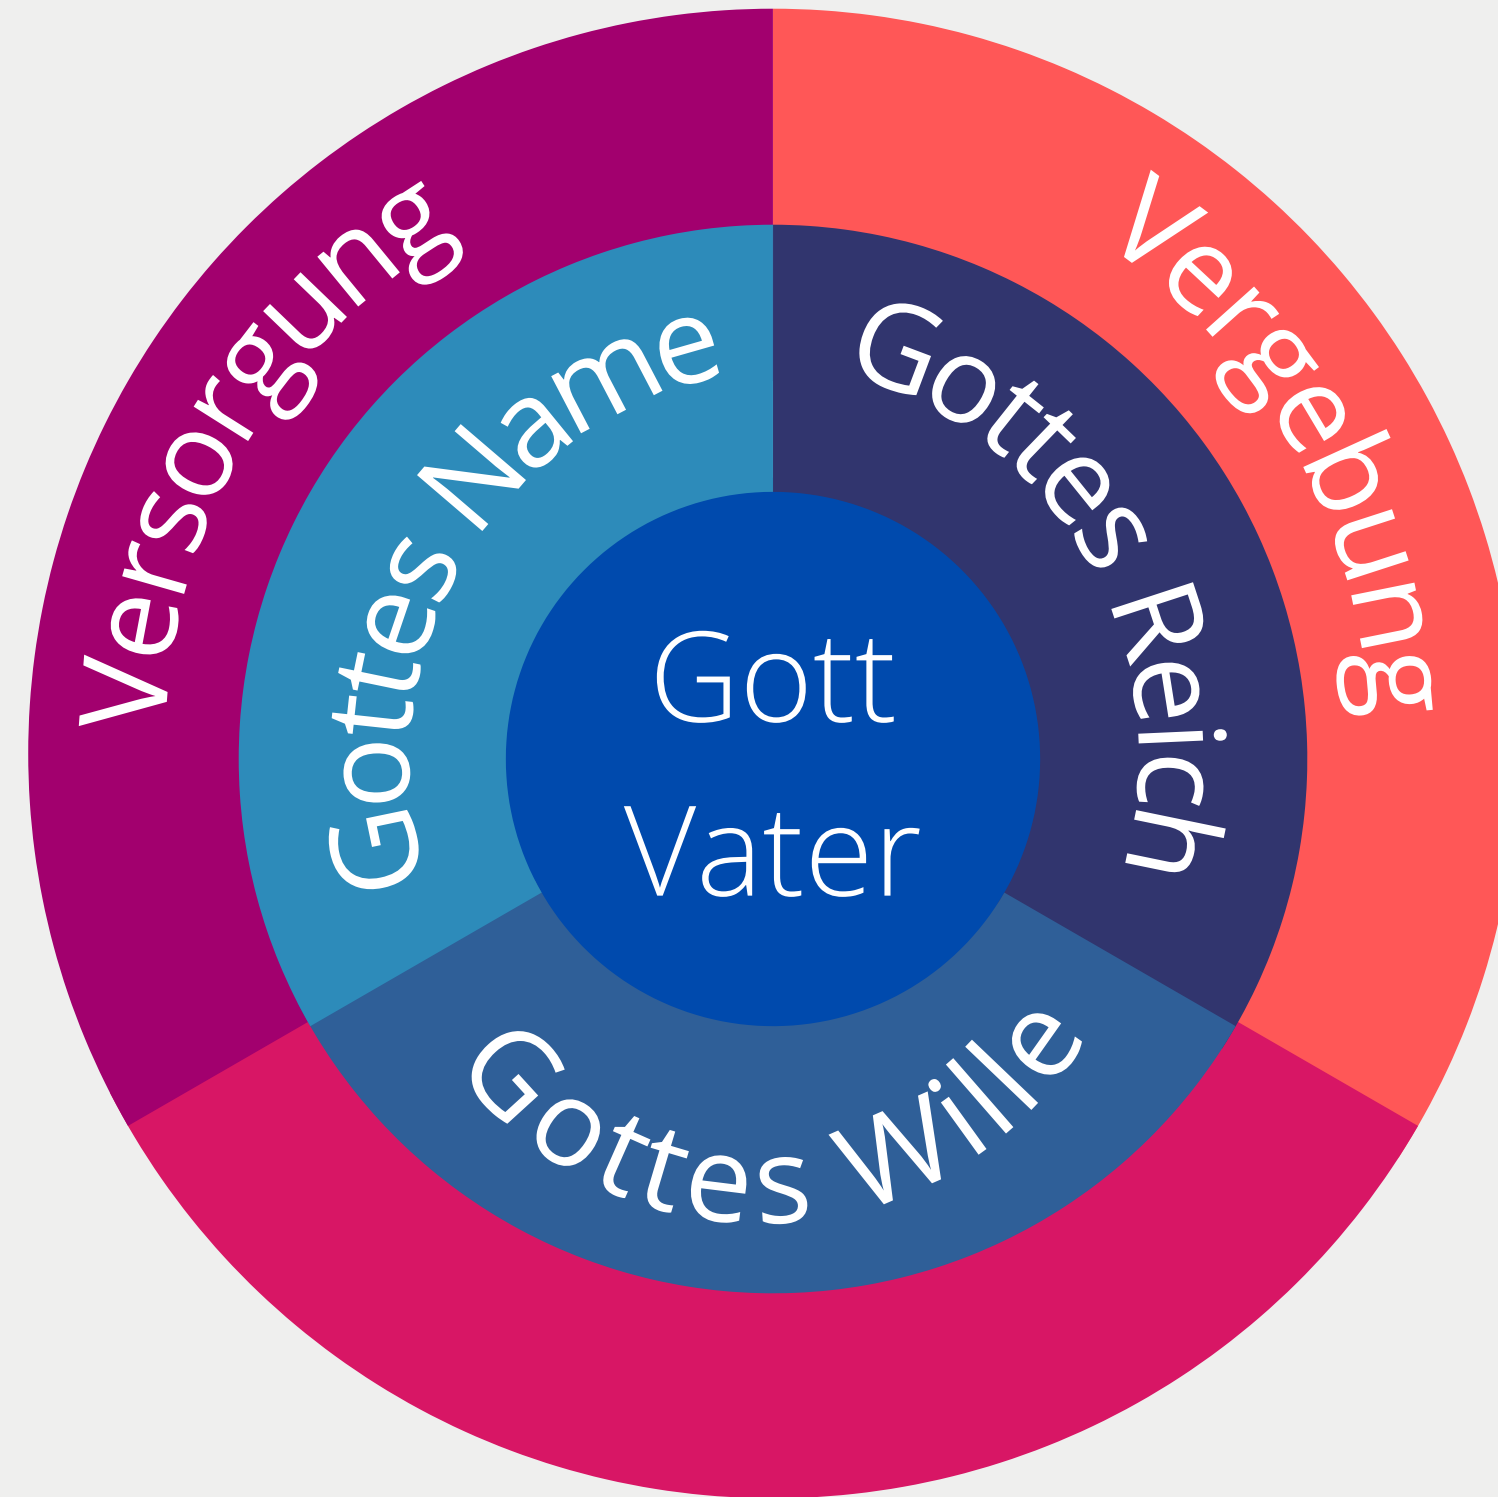 Versorgung
Vergebung
Gottes Name
Gottes Reich
Gott
Vater
Gottes Wille